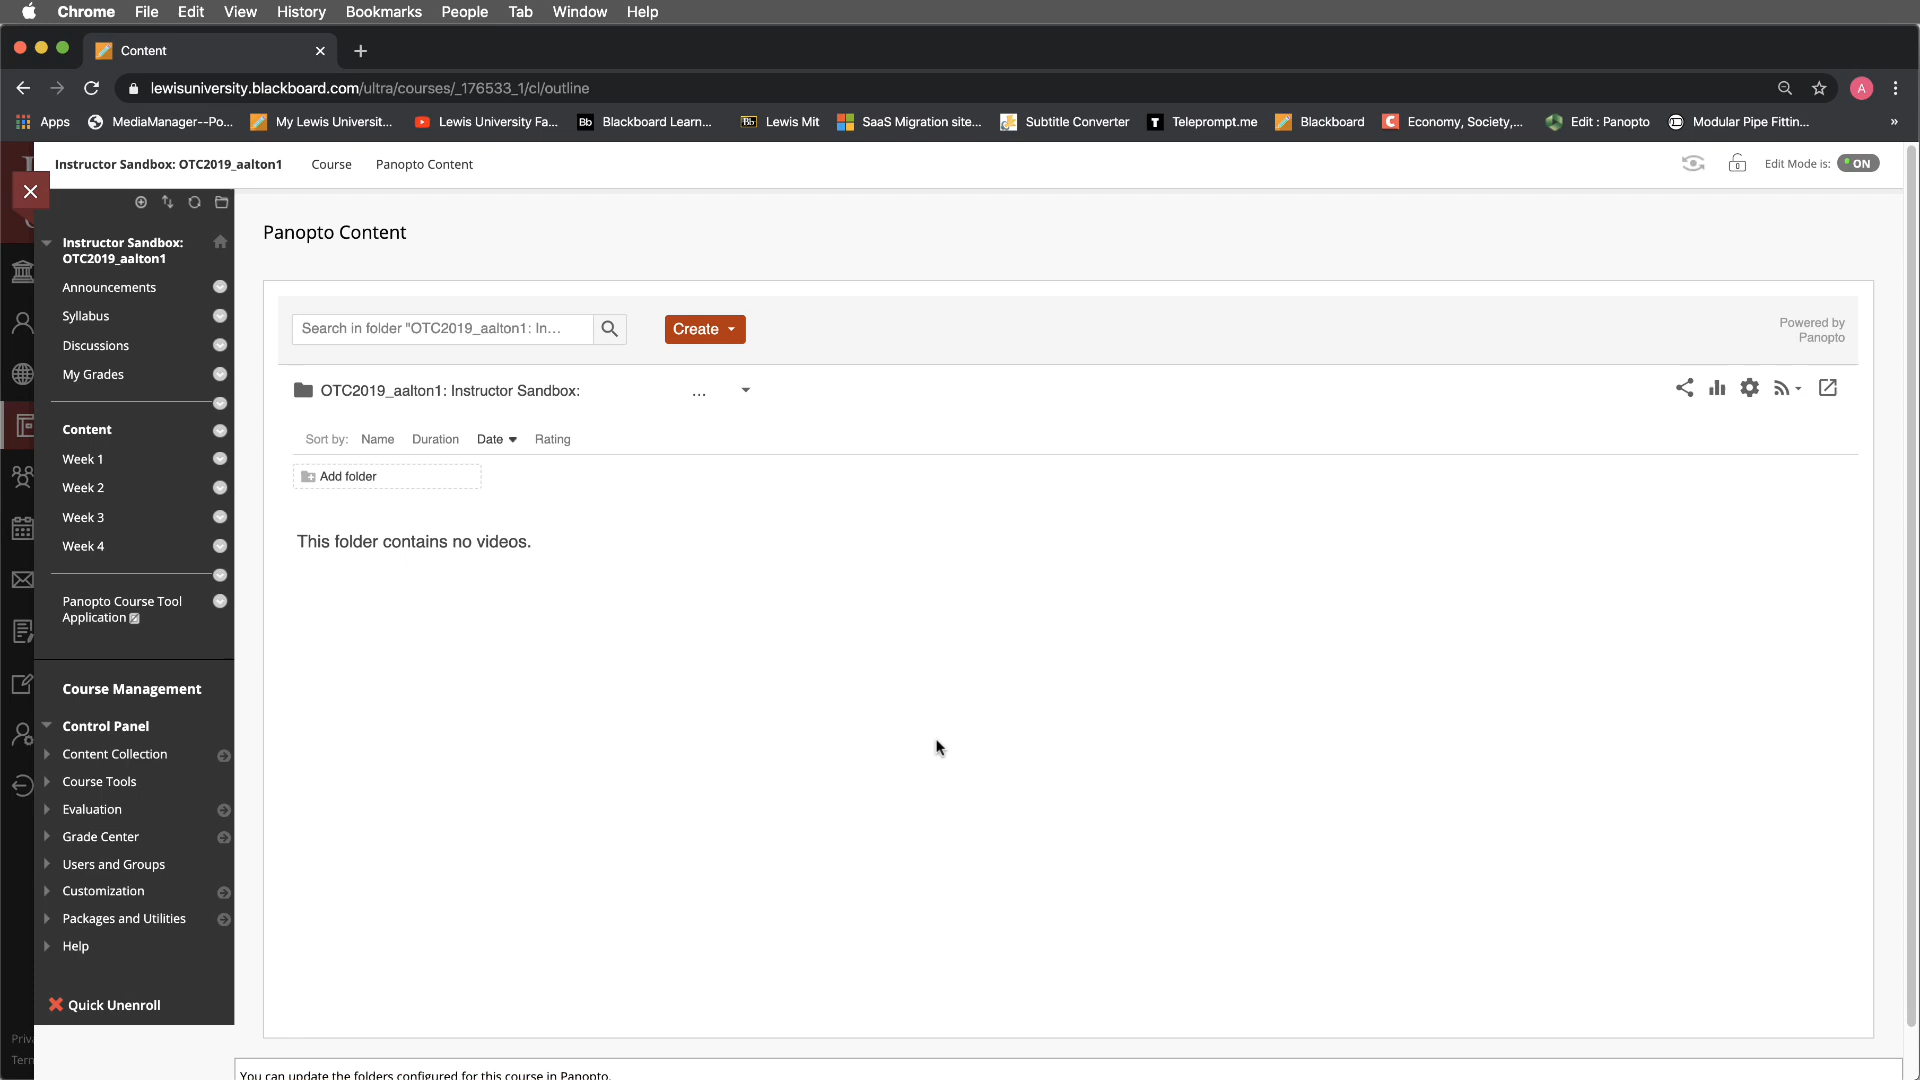 Chrome File Edit View History Bookmarks People Tab Window Help
Content
lewisuniversity.blackboard.com/ultra/courses/_176533_1/cl/outline
A
Apps MediaManager--Po... My Lewis Universit... Lewis University Fa... Bb Blackboard Learn... Bb Lewis Mit SaaS Migration site... Subtitle Converter T Teleprompt.me Blackboard C Economy, Society,... Edit : Panopto Modular Pipe Fittin... »
Instructor Sandbox: OTC2019_aalton1 Course Panopto Content Edit Mode is: ON
Panopto Content
Instructor Sandbox:
OTC2019_aalton1
Announcements
Syllabus
Discussions
My Grades
Content
Week 1
Week 2
Week 3
Week 4
Panopto Course Tool
Application
Course Management
Control Panel
Content Collection
Course Tools
Evaluation
Grade Center
Users and Groups
Customization
Packages and Utilities
Help
Quick Unenroll
Search in folder "OTC2019_aalton1: In... Create
Powered by
Panopto
OTC2019_aalton1: Instructor Sandbox: ...
Sort by: Name Duration Date Rating
Add folder
This folder contains no videos.
You can update the folders configured for this course in Panopto.